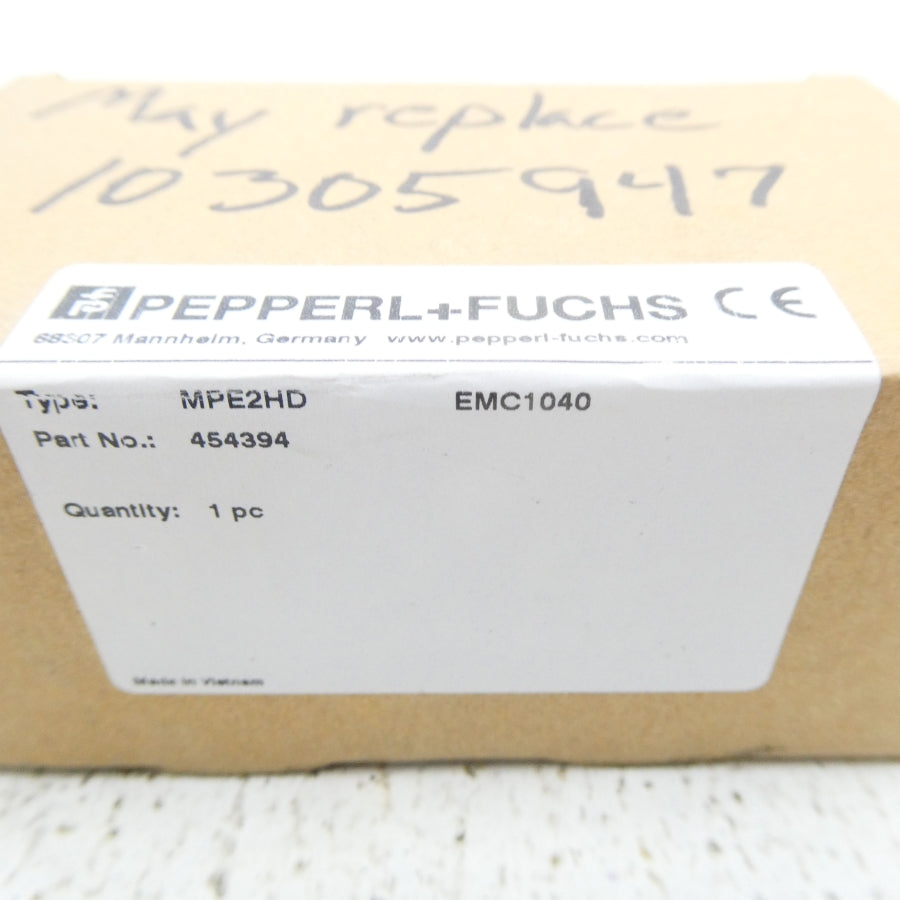 May replace
10305947
PEPPERL+FUCHS CE
68307 Mannheim, Germany www.pepperl-fuchs.com
Type: MPE2HD EMC1040
Part No.: 454394
Quantity: 1 pc
Made in Vietnam